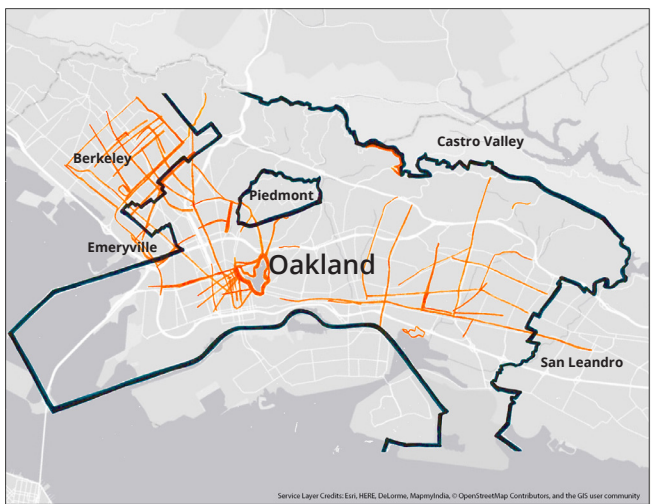 Castro Valley
Berkeley
Piedmont
Emeryville
Oakland
San Leandro
Service Layer Credits: Esri, HERE, DeLorme, MapmyIndia, © OpenStreetMap Contributors, and the GIS user community